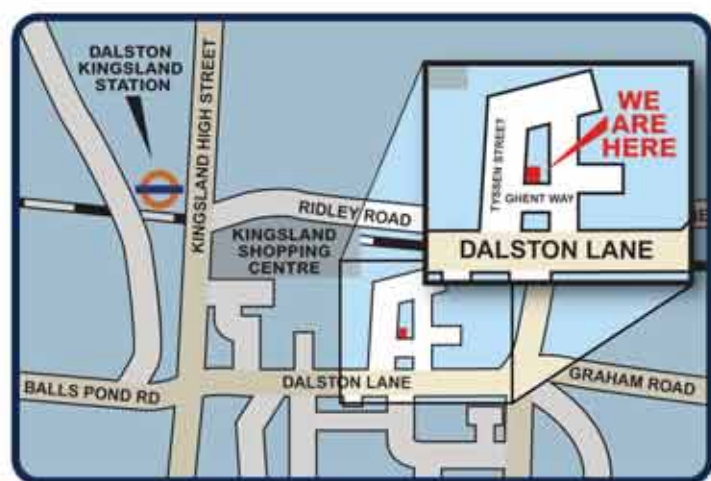 DALSTON
KINGSLAND
STATION
KINGSLAND HIGH STREET
RIDLEY ROAD
KINGSLAND
SHOPPING
CENTRE
WE
ARE
HERE
TYSSEN STREET
GHENT WAY
DALSTON LANE
DALSTON LANE
BALLS POND RD
GRAHAM ROAD